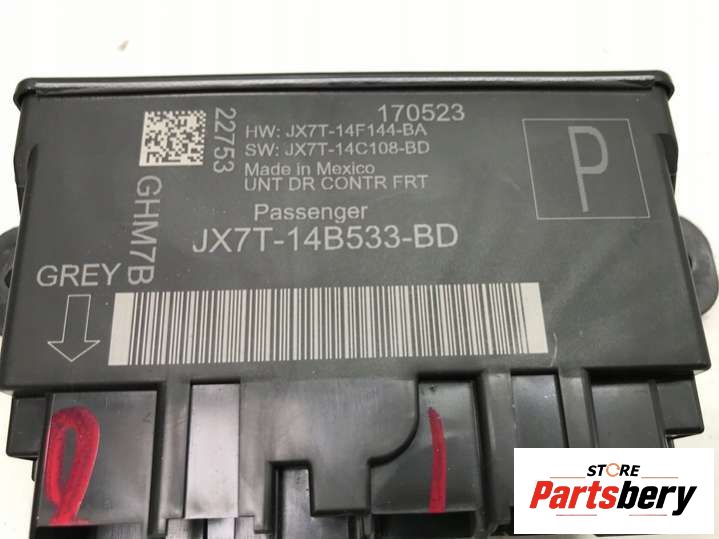 170523
HW: JX7T-14F144-BA
SW: JX7T-14C108-BD
Made in Mexico
UNT DR CONTR FRT
22753
GHM7B
P
Passenger
JX7T-14B533-BD
GREY
STORE
Partsbery